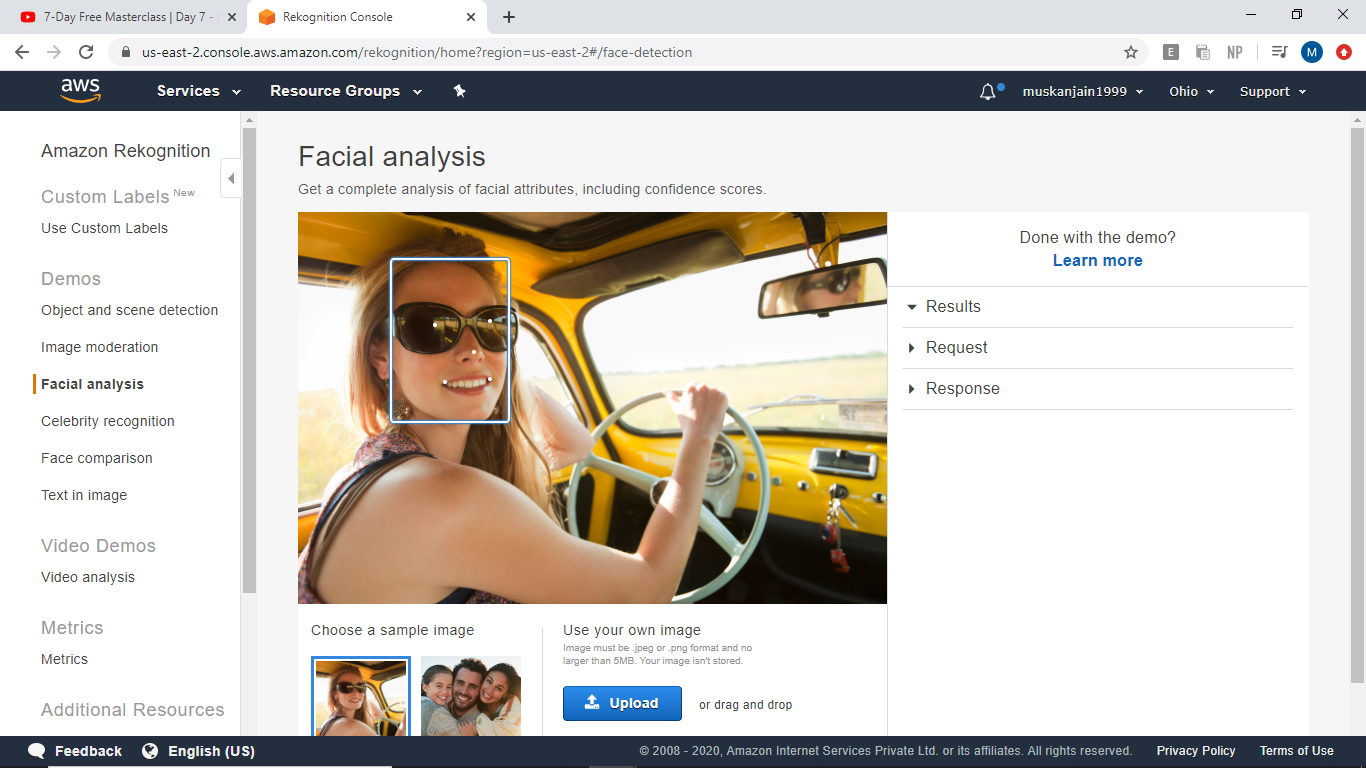 7-Day Free Masterclass | Day 7 -
Rekognition Console
us-east-2.console.aws.amazon.com/rekognition/home?region=us-east-2#/face-detection
E
NP
M
aws
Services
Resource Groups
muskanjain1999
Ohio
Support
Amazon Rekognition
Custom Labels New
Use Custom Labels
Demos
Object and scene detection
Image moderation
Facial analysis
Celebrity recognition
Face comparison
Text in image
Video Demos
Video analysis
Metrics
Metrics
Additional Resources
Facial analysis
Get a complete analysis of facial attributes, including confidence scores.
Done with the demo?
Learn more
Results
Request
Response
Choose a sample image
Use your own image
Image must be .jpeg or .png format and no
larger than 5MB. Your image isn't stored.
Upload
or drag and drop
Feedback
English (US)
© 2008 - 2020, Amazon Internet Services Private Ltd. or its affiliates. All rights reserved.
Privacy Policy
Terms of Use